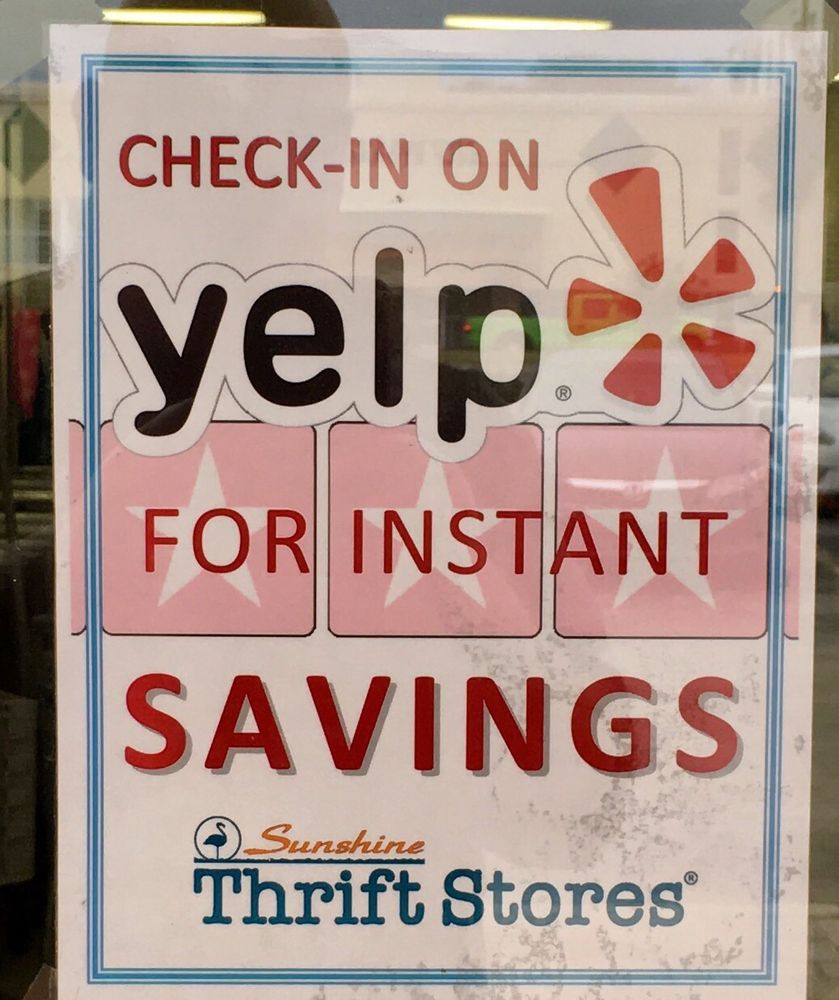 CHECK-IN ON
yelp®
FOR INSTANT
SAVINGS
Sunshine
Thrift Stores®